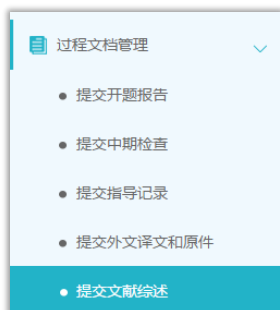 过程文档管理
提交开题报告
提交中期检查
提交指导记录
提交外文译文和原件
提交文献综述